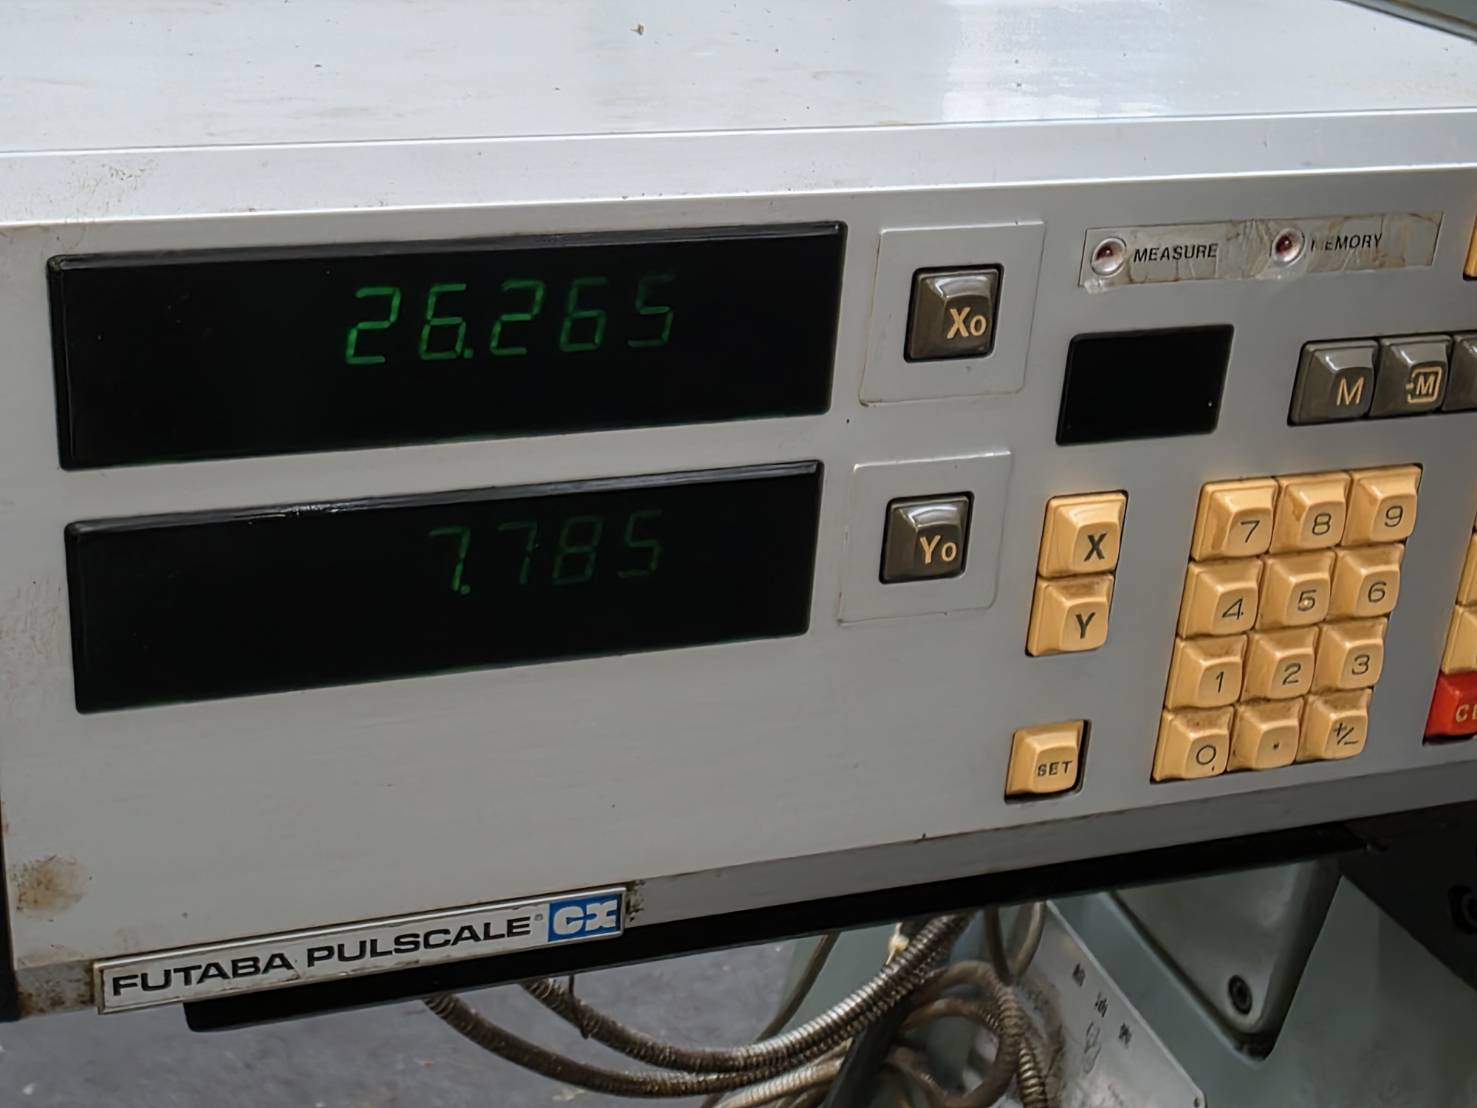 26.265
Xo
MEASURE
MEMORY
M
M
7.785
Yo
X
7 8 9
Y
4 5 6
1 2 3
SET
0 . +/-
FUTABA PULSCALE® CX